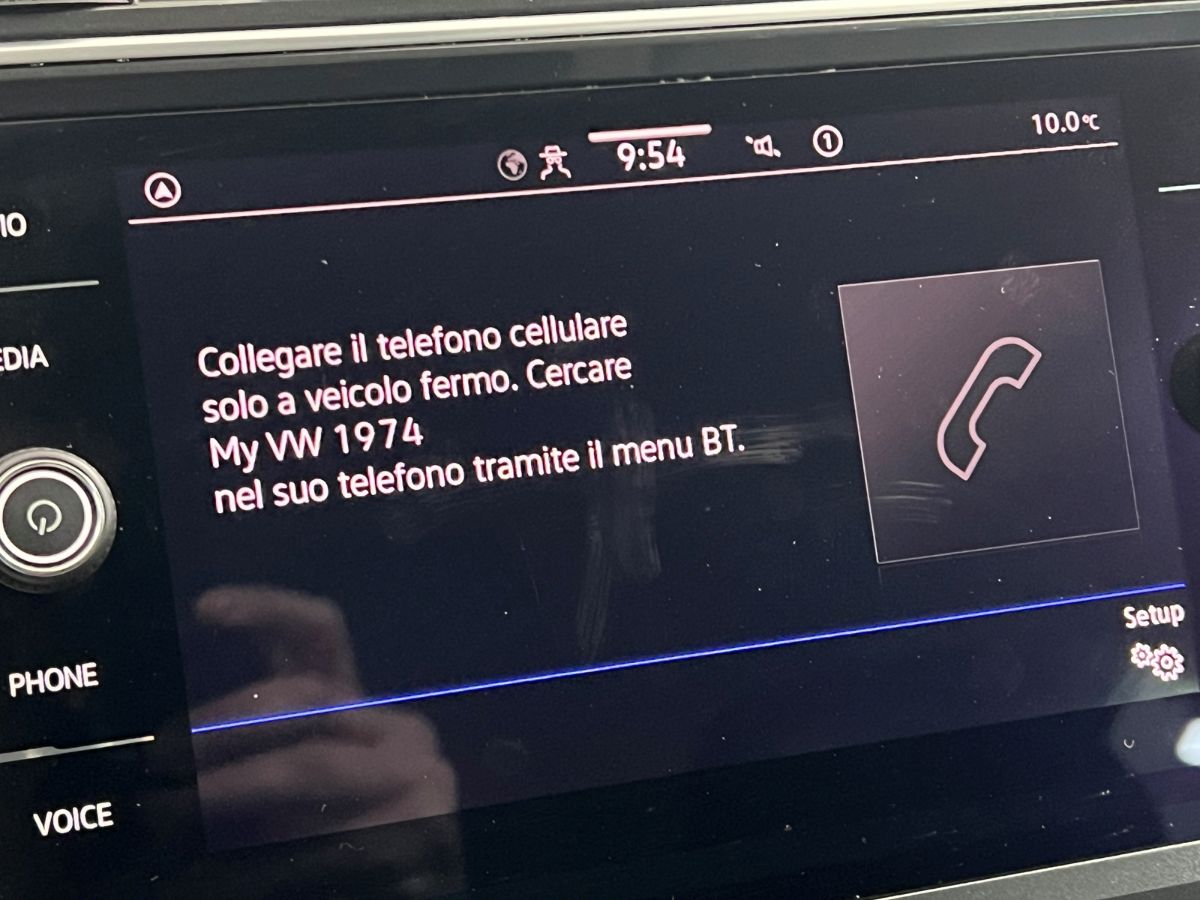 9:54
1
10.0°C
IO
EDIA
PHONE
VOICE
Collegare il telefono cellulare
solo a veicolo fermo. Cercare
My VW 1974
nel suo telefono tramite il menu BT.
Setup